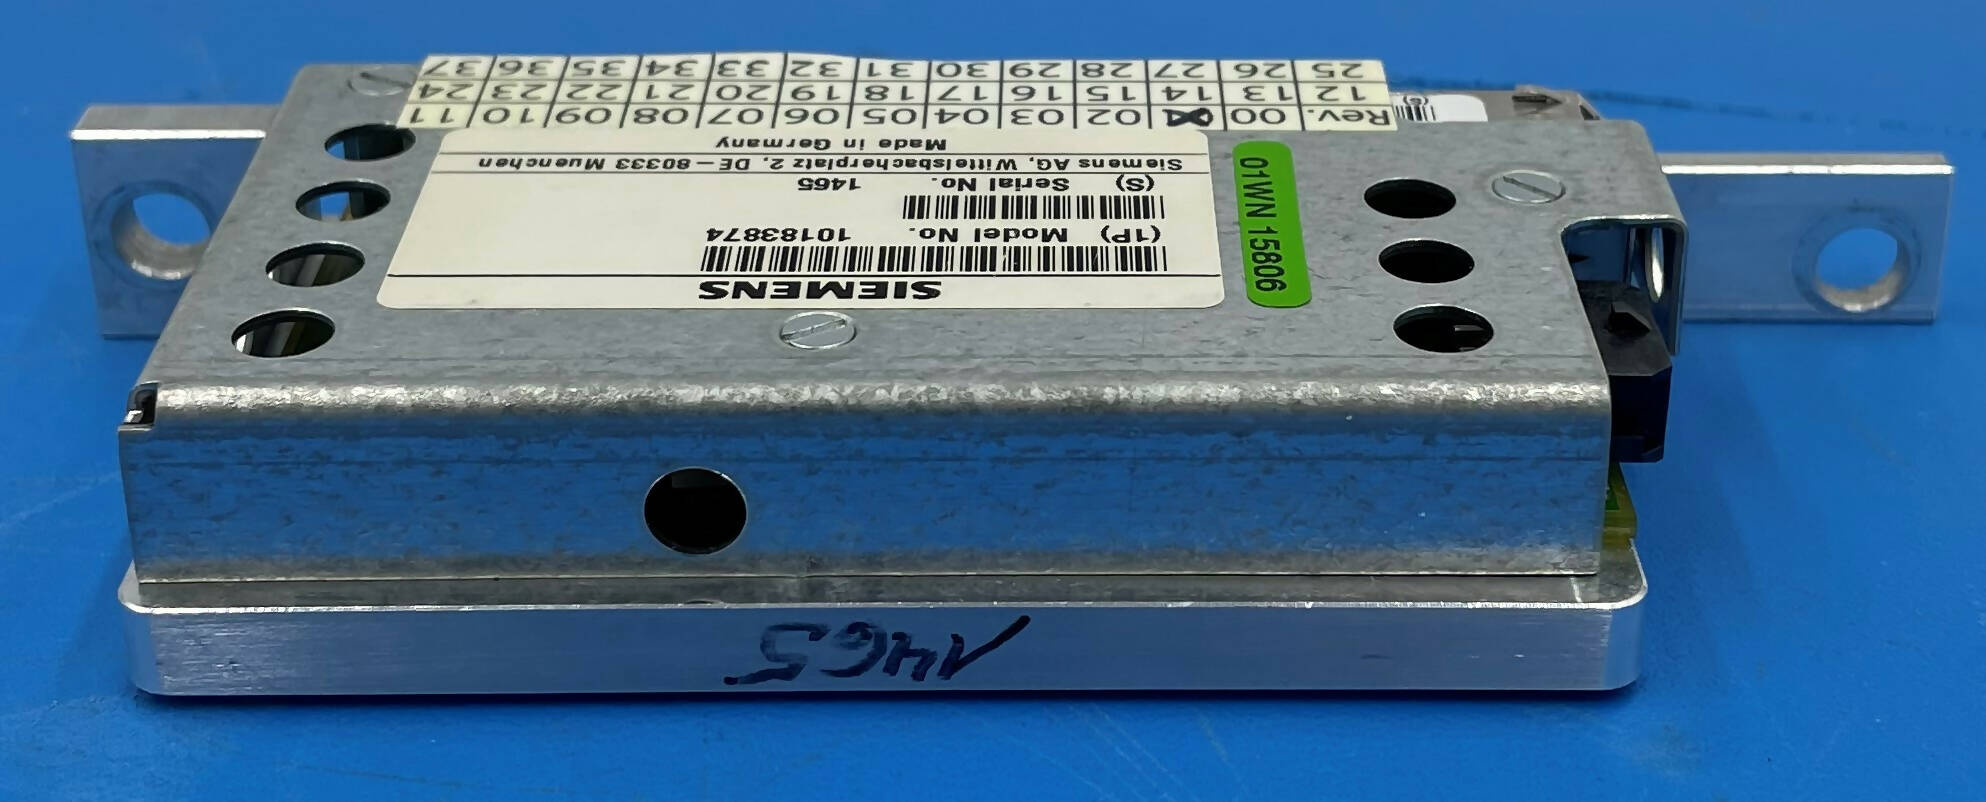 SIEMENS
(1P) Model No. 10183874
(S) Serial No. 1465
Siemens AG, Wittelsbacherplatz 2, DE-80333 Muenchen
Made in Germany
Rev. 00 02 03 04 05 06 07 08 09 10 11
12 13 14 15 16 17 18 19 20 21 22 23 24
25 26 27 28 29 30 31 32 33 34 35 36 37
01WN 15806
(S)
1465